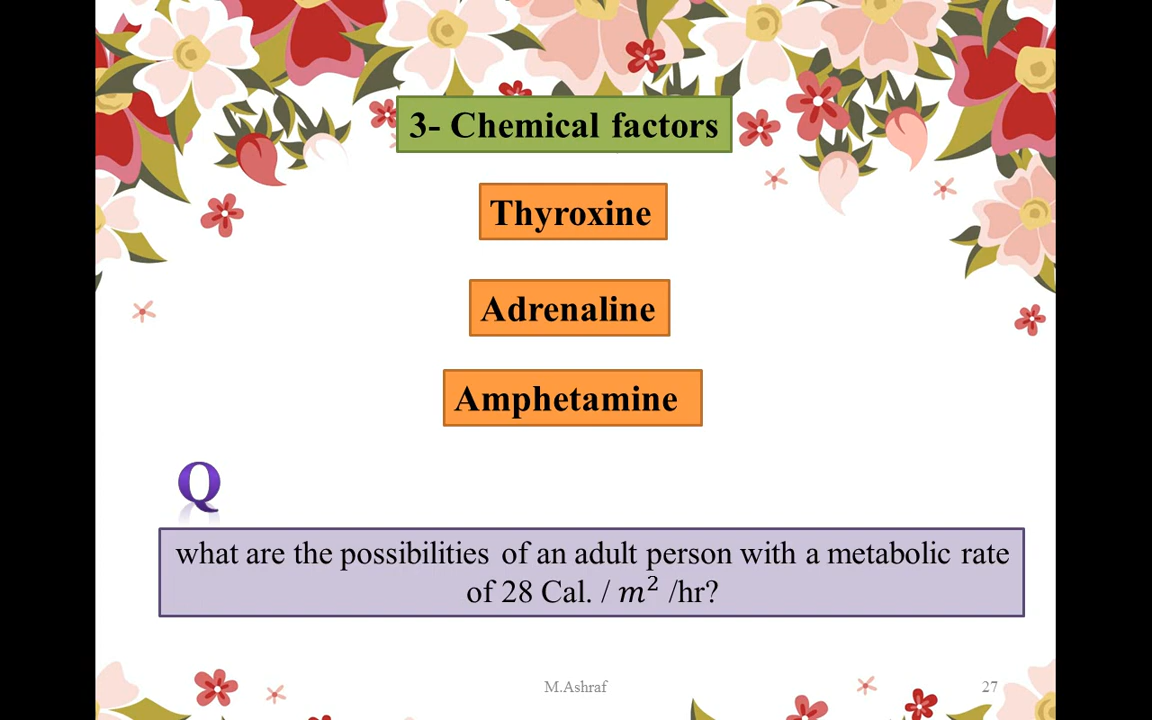 3- Chemical factors
Thyroxine
Adrenaline
Amphetamine
Q
what are the possibilities of an adult person with a metabolic rate
of 28 Cal. / 𝑚² /hr?
M.Ashraf
27